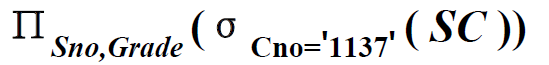 Π Sno,Grade ( σ Cno='1137' ( SC ))